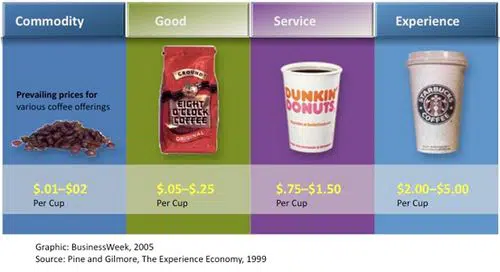 Commodity
Good
Service
Experience
Prevailing prices for
various coffee offerings
GROUND
EIGHT
O'CLOCK
COFFEE
ORIGINAL
DUNKIN'
DONUTS
STARBUCKS
COFFEE
$.01–$02
Per Cup
$.05–$.25
Per Cup
$.75–$1.50
Per Cup
$2.00–$5.00
Per Cup
Graphic: BusinessWeek, 2005
Source: Pine and Gilmore, The Experience Economy, 1999